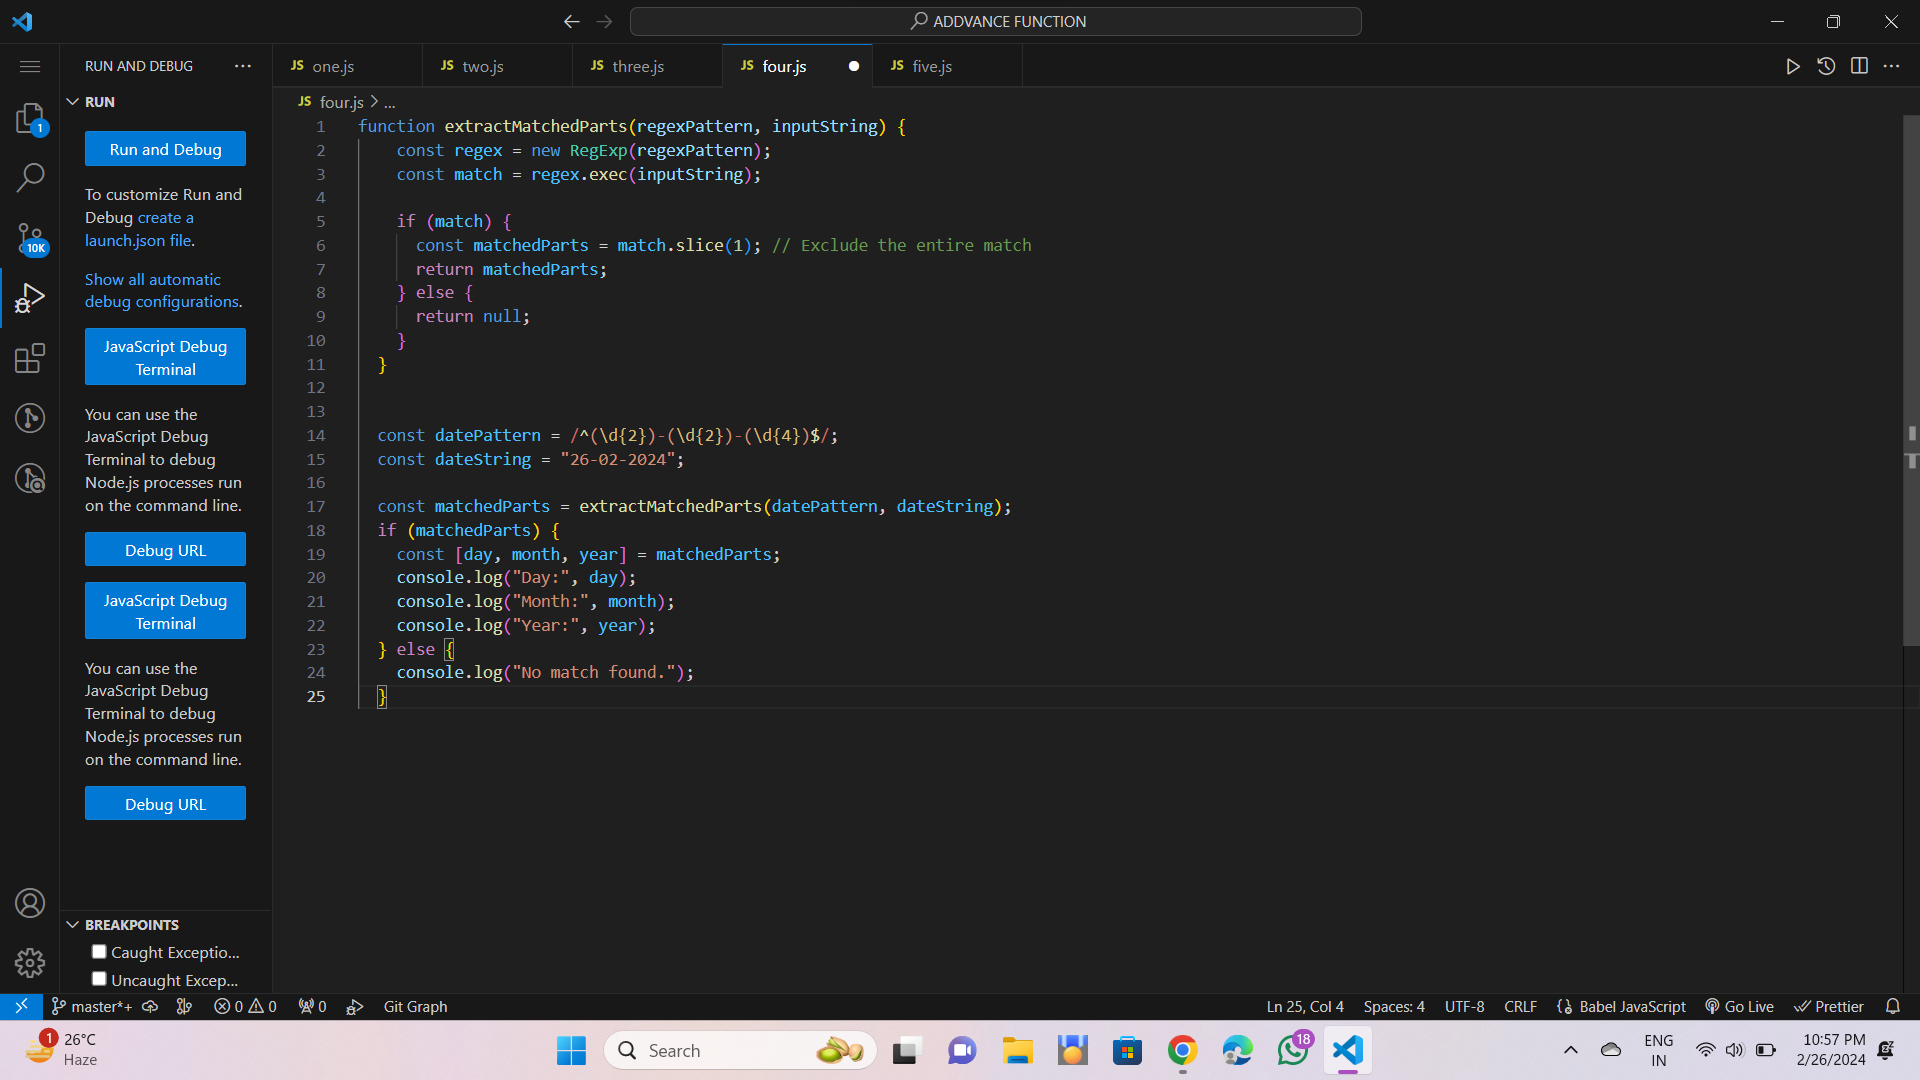 ADDVANCE FUNCTION
RUN AND DEBUG
JS one.js
JS two.js
JS three.js
JS four.js
JS five.js
RUN
Run and Debug
To customize Run and
Debug create a
launch.json file.
Show all automatic
debug configurations.
JavaScript Debug
Terminal
You can use the
JavaScript Debug
Terminal to debug
Node.js processes run
on the command line.
Debug URL
JavaScript Debug
Terminal
You can use the
JavaScript Debug
Terminal to debug
Node.js processes run
on the command line.
Debug URL
BREAKPOINTS
Caught Exceptio...
Uncaught Excep...
1
10K
JS four.js > ...
1 function extractMatchedParts(regexPattern, inputString) {
2 const regex = new RegExp(regexPattern);
3 const match = regex.exec(inputString);
4
5 if (match) {
6 const matchedParts = match.slice(1); // Exclude the entire match
7 return matchedParts;
8 } else {
9 return null;
10 }
11 }
12
13
14 const datePattern = /^(\d{2})-(\d{2})-(\d{4})$/;
15 const dateString = "26-02-2024";
16
17 const matchedParts = extractMatchedParts(datePattern, dateString);
18 if (matchedParts) {
19 const [day, month, year] = matchedParts;
20 console.log("Day:", day);
21 console.log("Month:", month);
22 console.log("Year:", year);
23 } else {
24 console.log("No match found.");
25 }
master*+ 0 0 0 Git Graph
Ln 25, Col 4 Spaces: 4 UTF-8 CRLF Babel JavaScript Go Live Prettier
1 26°C
Haze
Search
18
ENG
IN
10:57 PM
2/26/2024